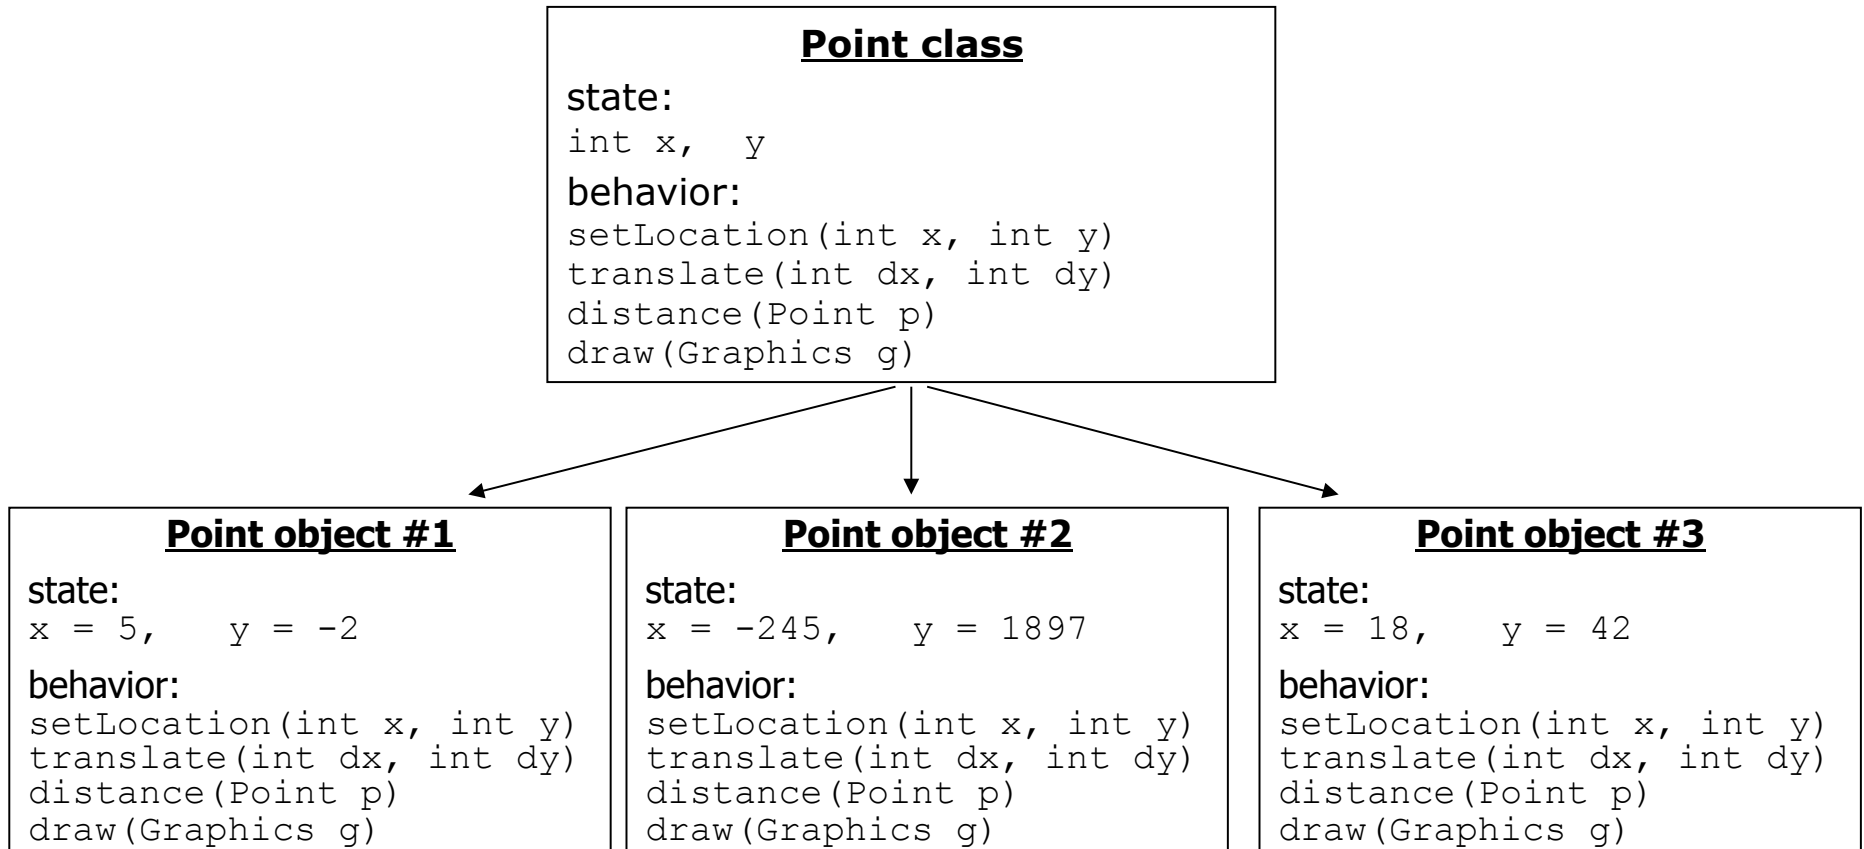 Point class
state:
int x, y
behavior:
setLocation(int x, int y)
translate(int dx, int dy)
distance(Point p)
draw(Graphics g)
Point object #1
state:
x = 5, y = -2
behavior:
setLocation(int x, int y)
translate(int dx, int dy)
distance(Point p)
draw(Graphics g)
Point object #2
state:
x = -245, y = 1897
behavior:
setLocation(int x, int y)
translate(int dx, int dy)
distance(Point p)
draw(Graphics g)
Point object #3
state:
x = 18, y = 42
behavior:
setLocation(int x, int y)
translate(int dx, int dy)
distance(Point p)
draw(Graphics g)